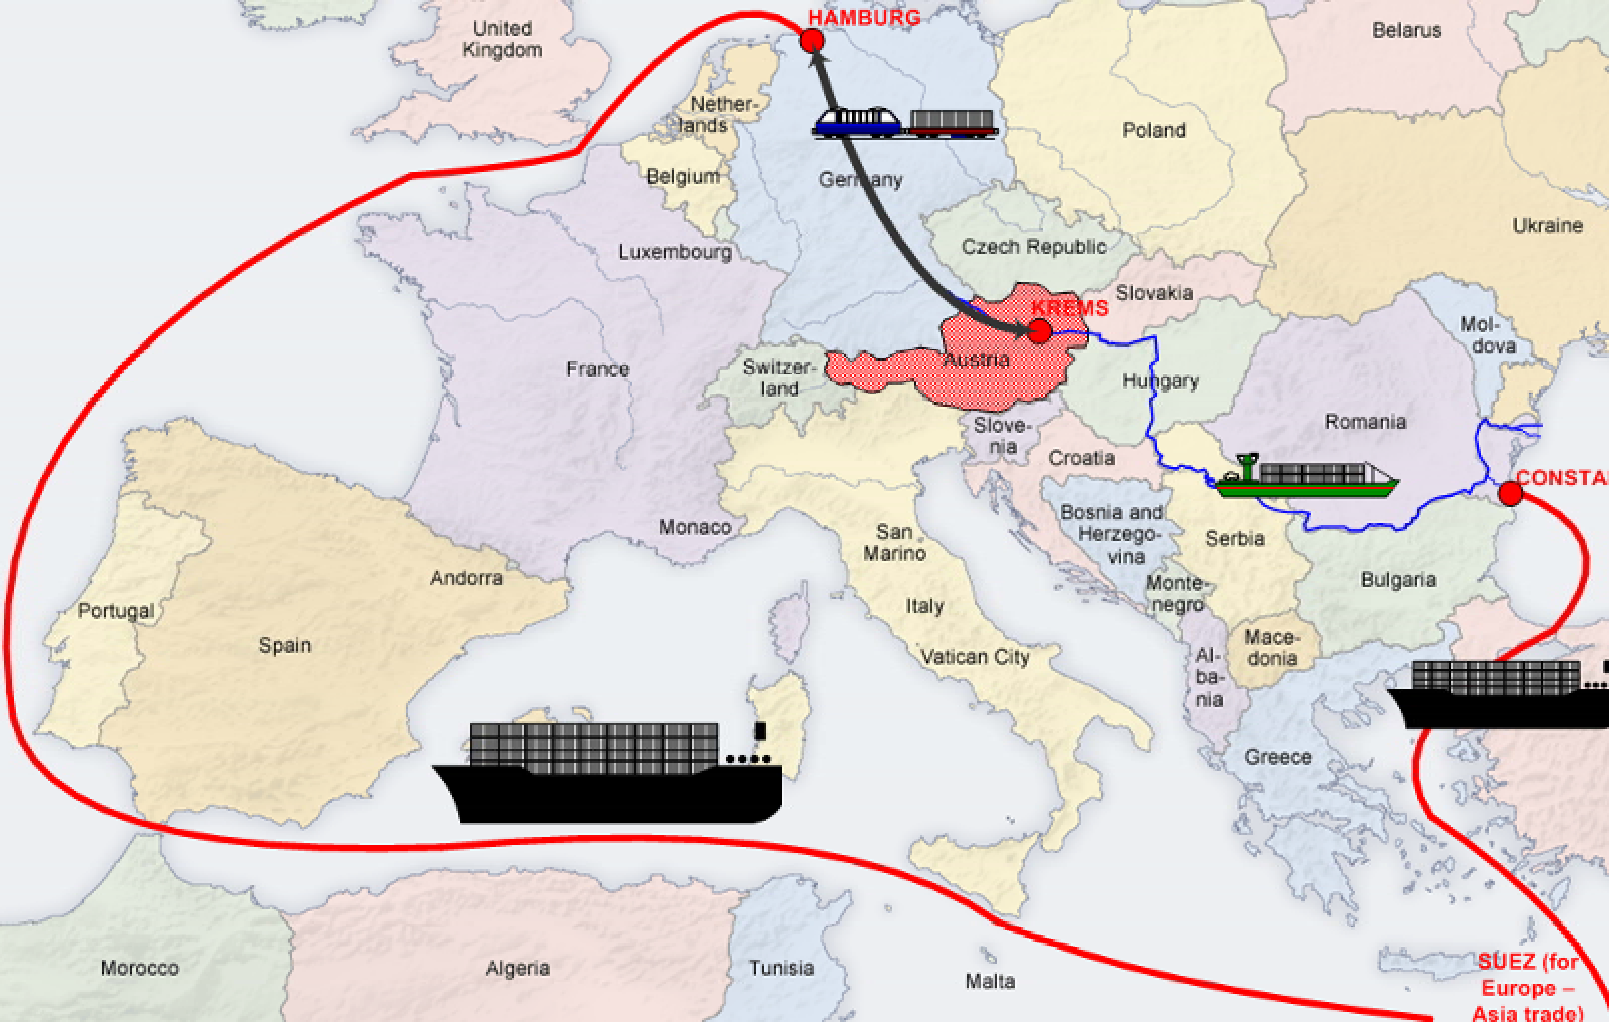 HAMBURG
United
Kingdom
Belarus
Nether-
lands
Poland
Belgium
Germany
Ukraine
Czech Republic
Luxembourg
Slovakia
KREMS
Mol-
dova
Austria
France
Switzer-
land
Hungary
Romania
Slove-
nia
Croatia
CONSTA
Bosnia and
Herzego-
vina
Monaco
San
Marino
Serbia
Andorra
Bulgaria
Monte-
negro
Portugal
Italy
Spain
Mace-
donia
Vatican City
Al-
ba-
nia
Greece
Morocco
Algeria
Tunisia
Malta
SUEZ (for
Europe –
Asia trade)